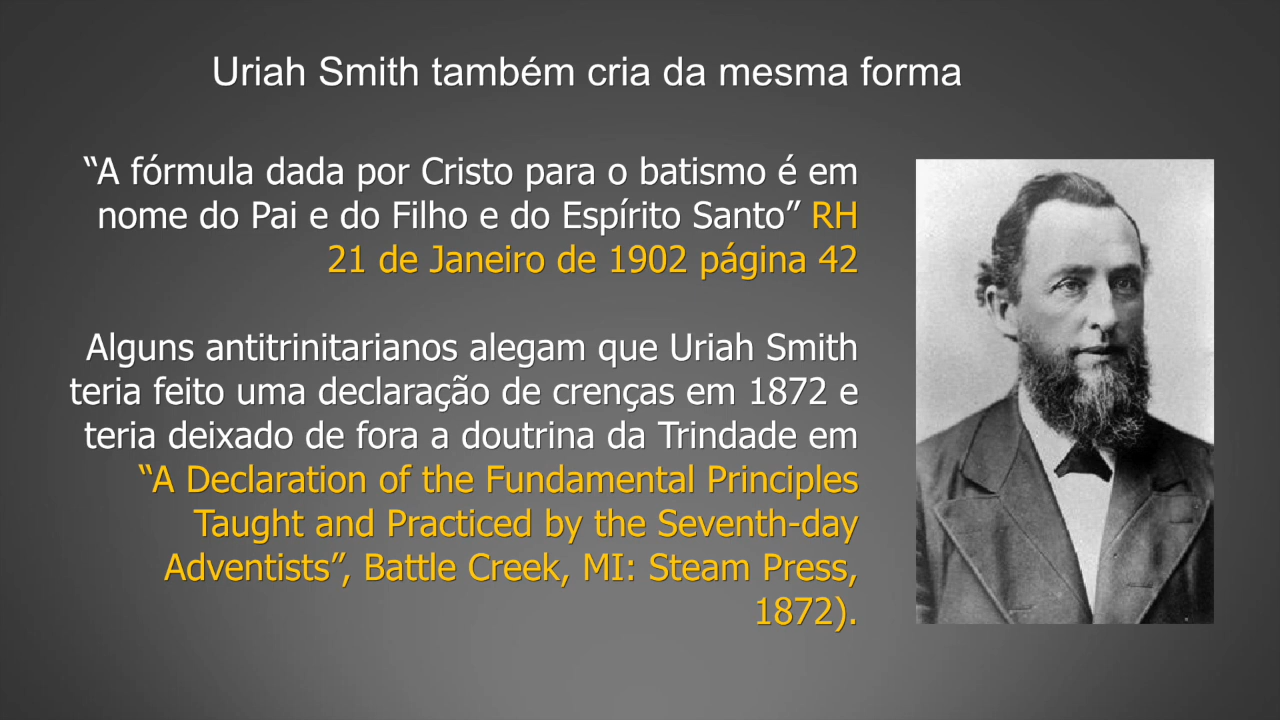 Uriah Smith também cria da mesma forma
“A fórmula dada por Cristo para o batismo é em
nome do Pai e do Filho e do Espírito Santo” RH
21 de Janeiro de 1902 página 42
Alguns antitrinitarianos alegam que Uriah Smith
teria feito uma declaração de crenças em 1872 e
teria deixado de fora a doutrina da Trindade em
“A Declaration of the Fundamental Principles
Taught and Practiced by the Seventh-day
Adventists”, Battle Creek, MI: Steam Press,
1872).